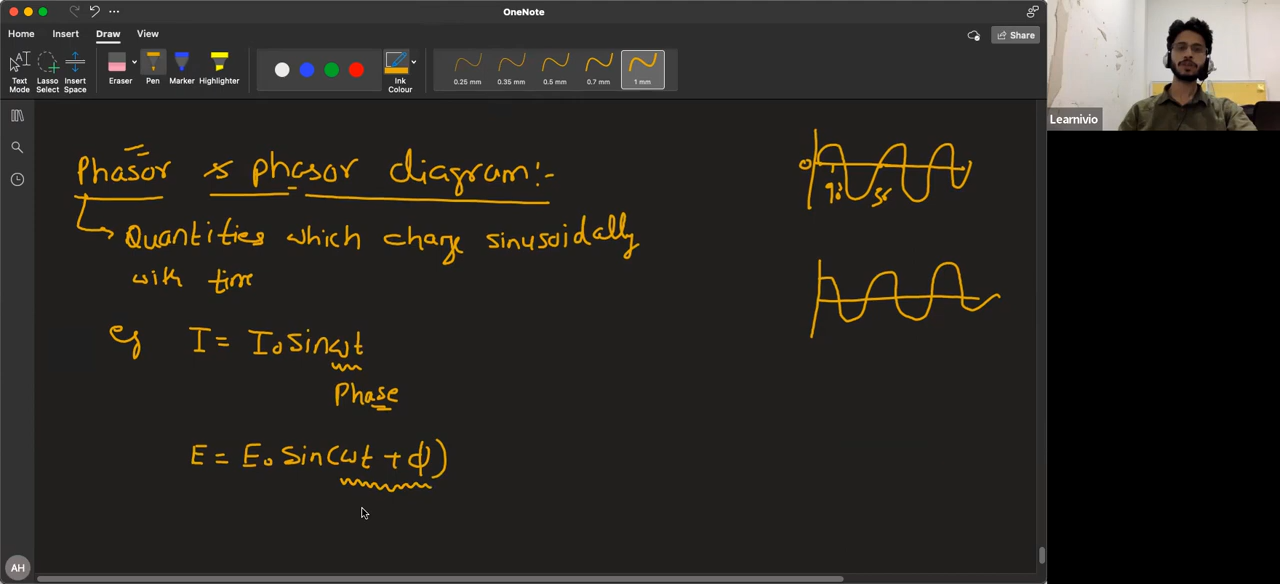 OneNote
Home Insert Draw View
Share
Text Mode
Lasso Select
Insert Space
Eraser
Pen
Marker
Highlighter
Ink Colour
0.25 mm
0.35 mm
0.5 mm
0.7 mm
1 mm
Learnivio
Phasor & phasor diagram :-
Quantities which change sinusoidally
with time
eg I = I₀ sinωt
Phase
E = E₀ sin(ωt + φ)
0
90
AH